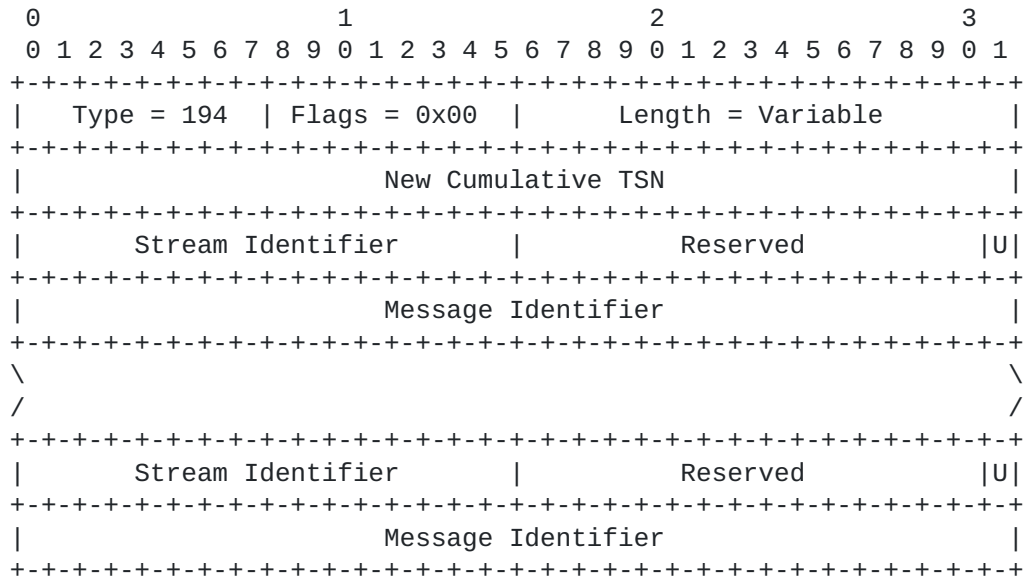 0                   1                   2                   3
 0 1 2 3 4 5 6 7 8 9 0 1 2 3 4 5 6 7 8 9 0 1 2 3 4 5 6 7 8 9 0 1
+-+-+-+-+-+-+-+-+-+-+-+-+-+-+-+-+-+-+-+-+-+-+-+-+-+-+-+-+-+-+-+-+
|   Type = 194  | Flags = 0x00  |      Length = Variable        |
+-+-+-+-+-+-+-+-+-+-+-+-+-+-+-+-+-+-+-+-+-+-+-+-+-+-+-+-+-+-+-+-+
|                       New Cumulative TSN                      |
+-+-+-+-+-+-+-+-+-+-+-+-+-+-+-+-+-+-+-+-+-+-+-+-+-+-+-+-+-+-+-+-+
|       Stream Identifier       |          Reserved           |U|
+-+-+-+-+-+-+-+-+-+-+-+-+-+-+-+-+-+-+-+-+-+-+-+-+-+-+-+-+-+-+-+-+
|                       Message Identifier                      |
+-+-+-+-+-+-+-+-+-+-+-+-+-+-+-+-+-+-+-+-+-+-+-+-+-+-+-+-+-+-+-+-+
\                                                               \
/                                                               /
+-+-+-+-+-+-+-+-+-+-+-+-+-+-+-+-+-+-+-+-+-+-+-+-+-+-+-+-+-+-+-+-+
|       Stream Identifier       |          Reserved           |U|
+-+-+-+-+-+-+-+-+-+-+-+-+-+-+-+-+-+-+-+-+-+-+-+-+-+-+-+-+-+-+-+-+
|                       Message Identifier                      |
+-+-+-+-+-+-+-+-+-+-+-+-+-+-+-+-+-+-+-+-+-+-+-+-+-+-+-+-+-+-+-+-+